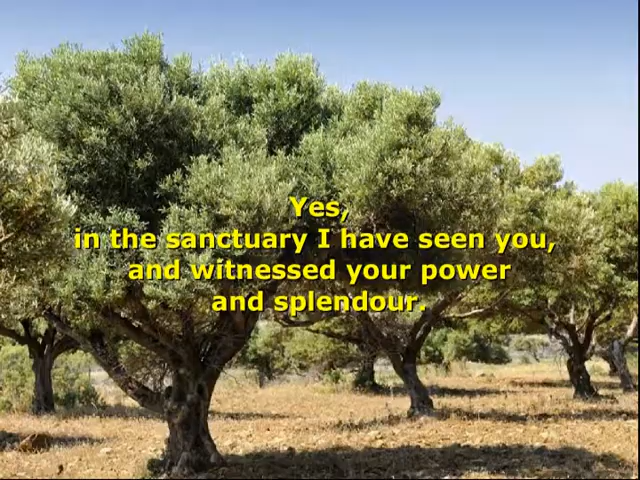 Yes,
in the sanctuary I have seen you,
and witnessed your power
and splendour.